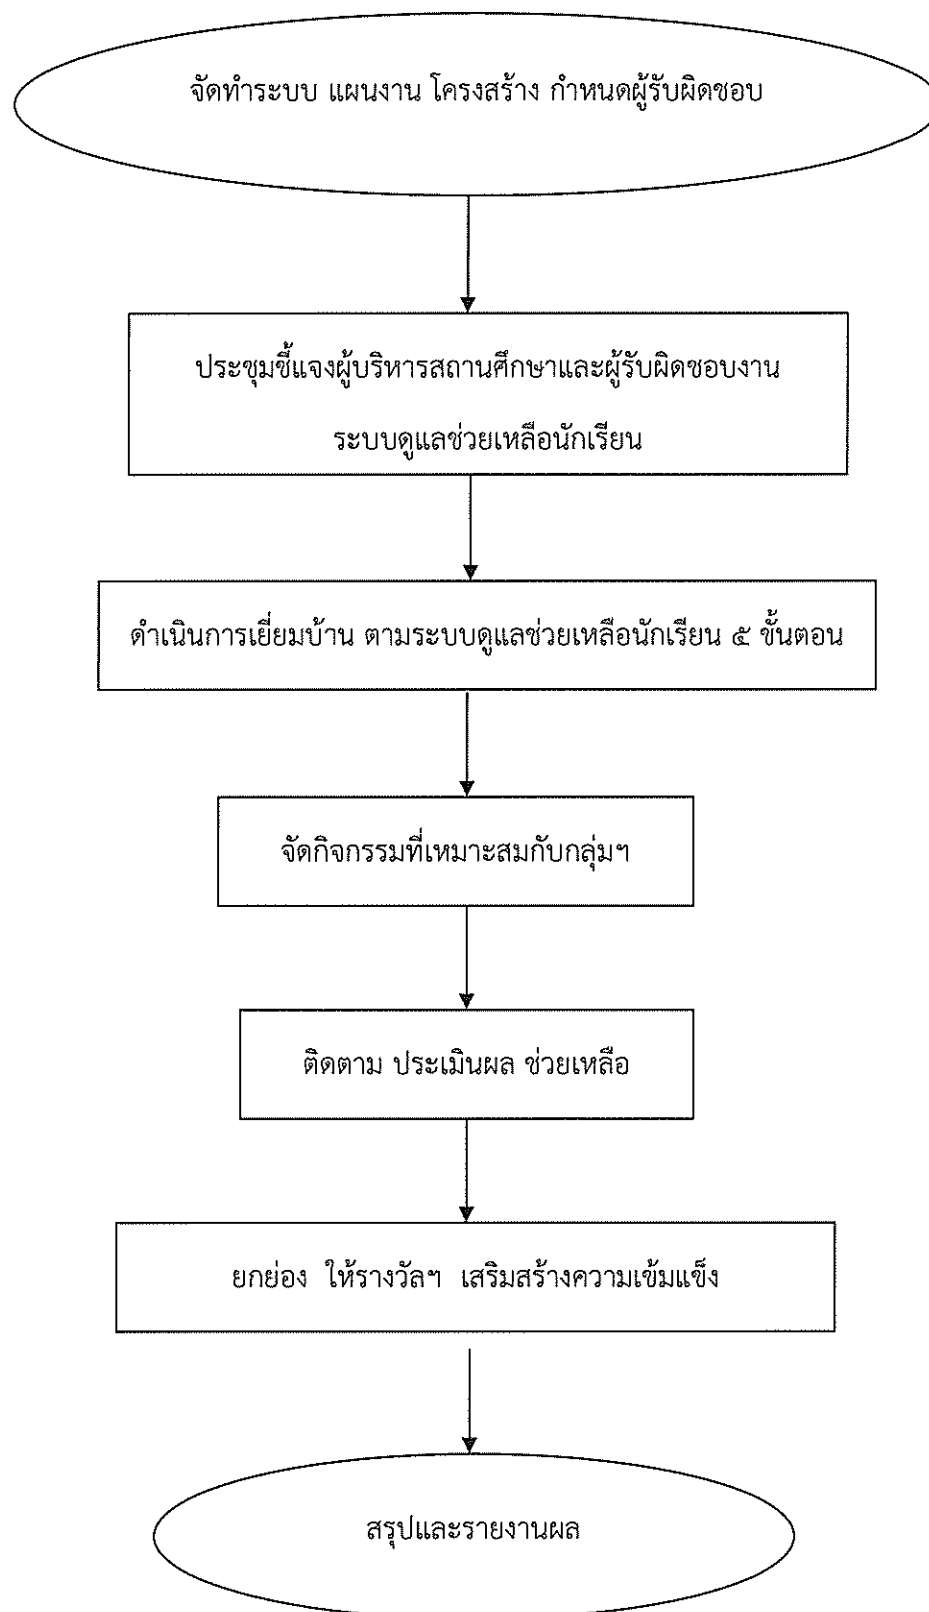 จัดทำระบบ แผนงาน โครงสร้าง กำหนดผู้รับผิดชอบ
ประชุมชี้แจงผู้บริหารสถานศึกษาและผู้รับผิดชอบงาน
ระบบดูแลช่วยเหลือนักเรียน
ดำเนินการเยี่ยมบ้าน ตามระบบดูแลช่วยเหลือนักเรียน ๕ ขั้นตอน
จัดกิจกรรมที่เหมาะสมกับกลุ่มฯ
ติดตาม ประเมินผล ช่วยเหลือ
ยกย่อง ให้รางวัลฯ เสริมสร้างความเข้มแข็ง
สรุปและรายงานผล